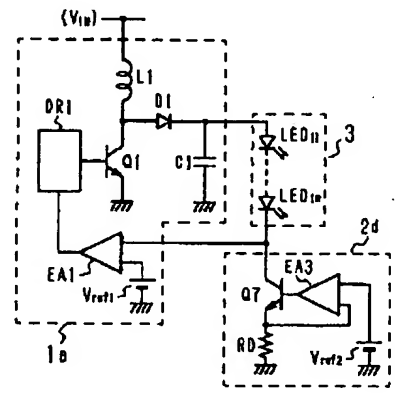 (VIN)
L1
DR1
D1
Q1
C1
LED11
3
LED1n
EA1
Vref1
2d
EA3
Q7
RD
Vref2
1a